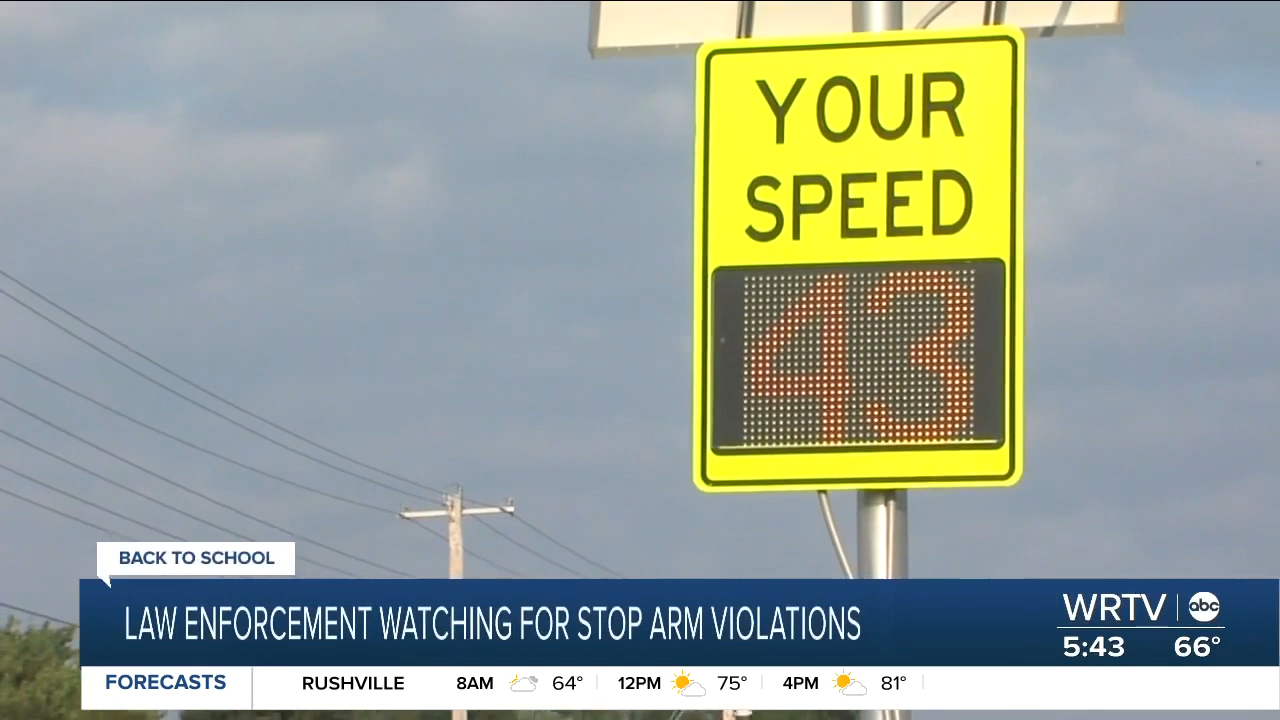 YOUR
SPEED
43
BACK TO SCHOOL
LAW ENFORCEMENT WATCHING FOR STOP ARM VIOLATIONS
WRTV abc
5:43 66°
FORECASTS RUSHVILLE 8AM 64° 12PM 75° 4PM 81°